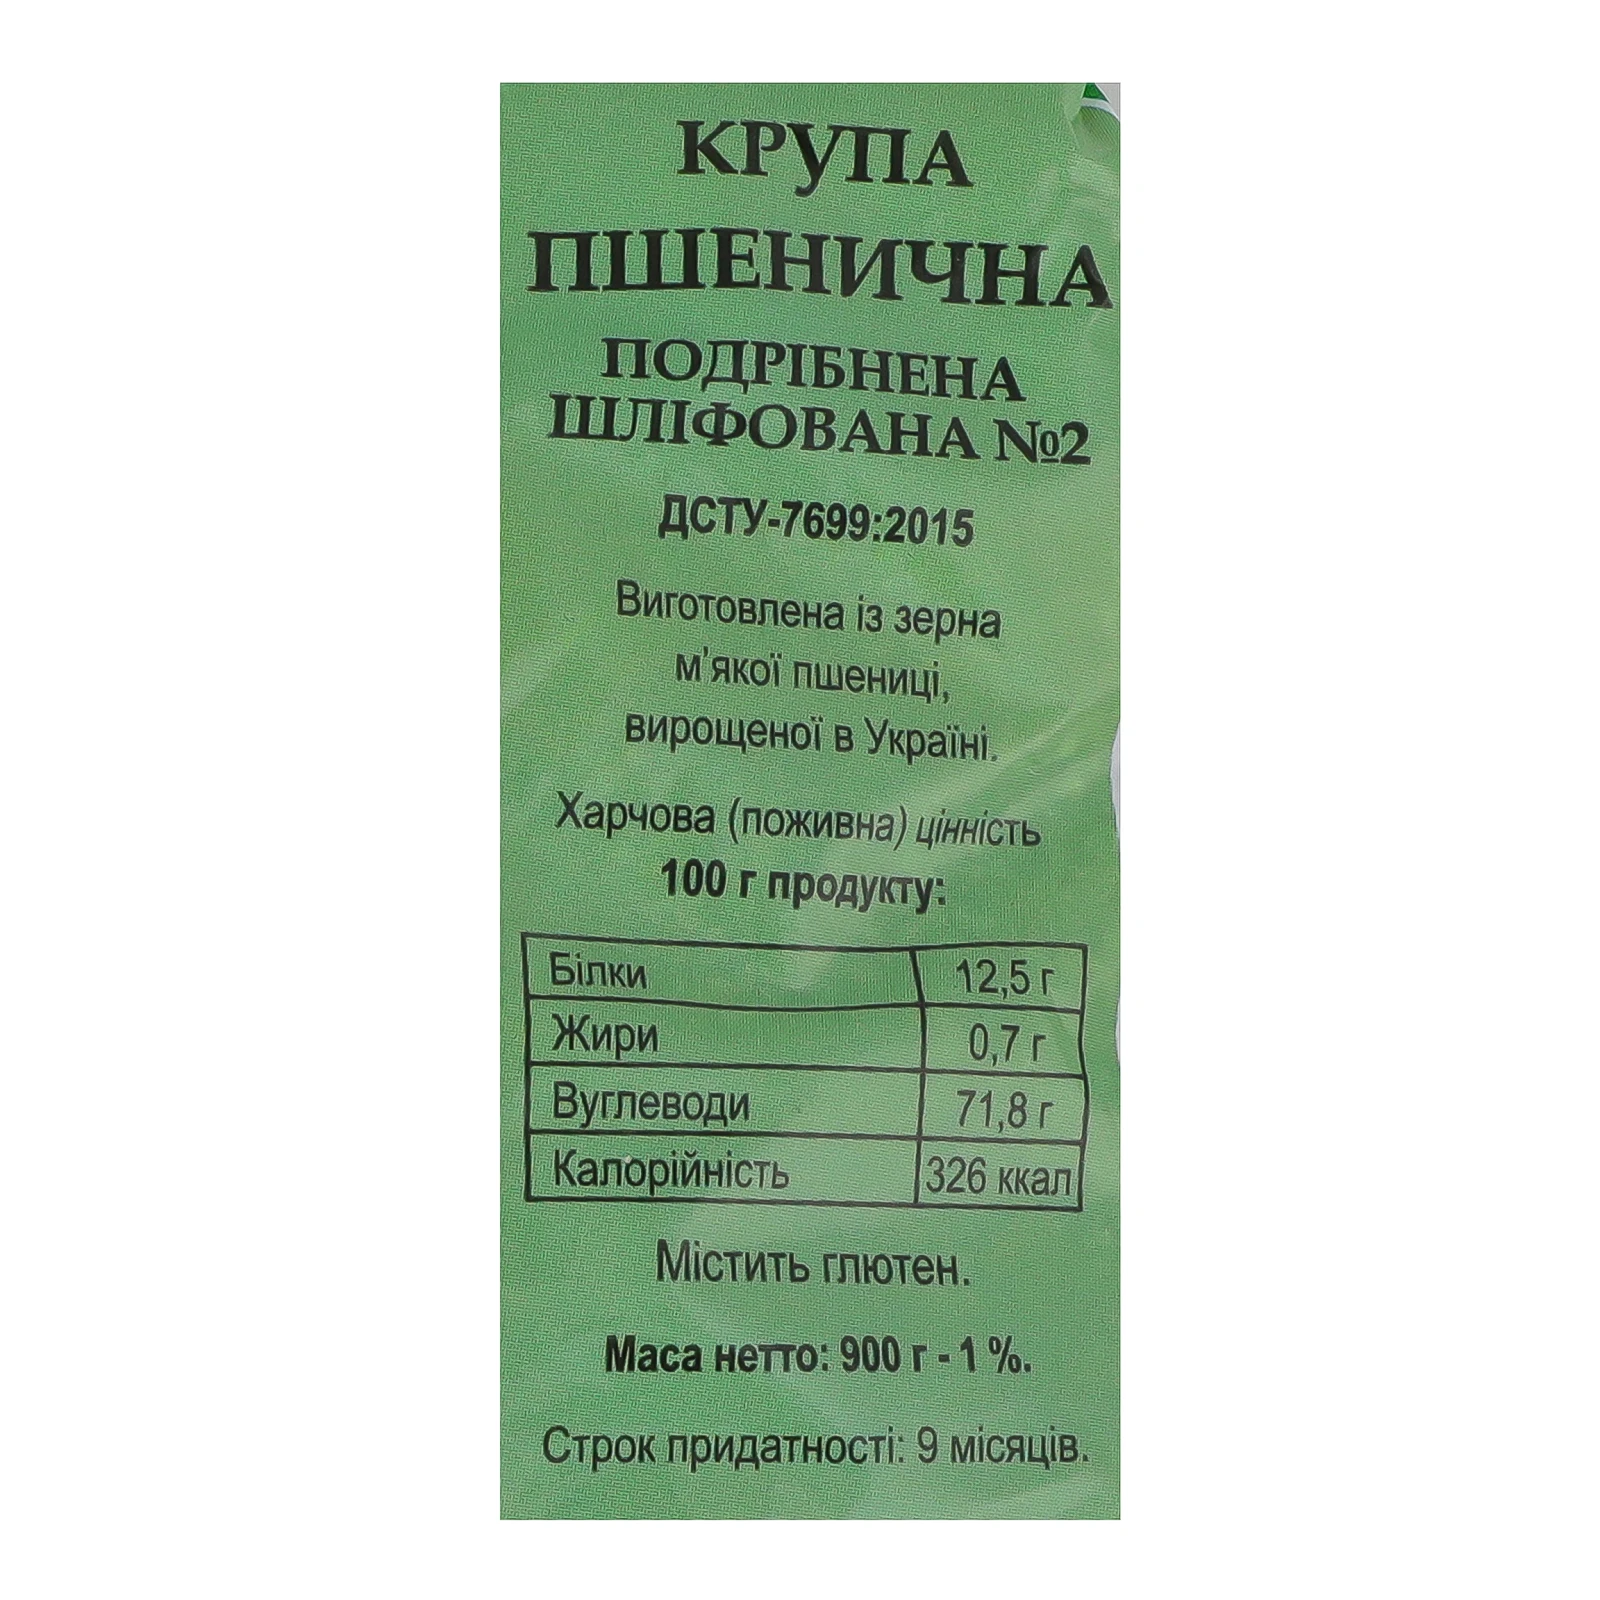 КРУПА
ПШЕНИЧНА
ПОДРІБНЕНА
ШЛІФОВАНА №2
ДСТУ-7699:2015
Виготовлена із зерна
м'якої пшениці,
вирощеної в Україні.
Харчова (поживна) цінність
100 г продукту:
Білки 12,5 г
Жири 0,7 г
Вуглеводи 71,8 г
Калорійність 326 ккал
Містить глютен.
Маса нетто: 900 г - 1 %.
Строк придатності: 9 місяців.